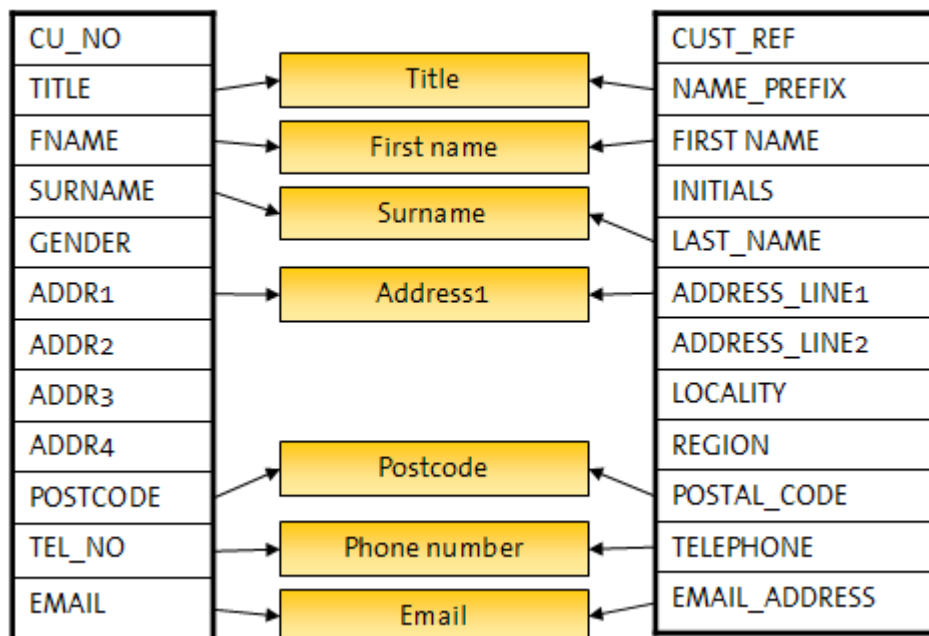 CU_NO
TITLE
FNAME
SURNAME
GENDER
ADDR1
ADDR2
ADDR3
ADDR4
POSTCODE
TEL_NO
EMAIL
Title
First name
Surname
Address1
Postcode
Phone number
Email
CUST_REF
NAME_PREFIX
FIRST NAME
INITIALS
LAST_NAME
ADDRESS_LINE1
ADDRESS_LINE2
LOCALITY
REGION
POSTAL_CODE
TELEPHONE
EMAIL_ADDRESS